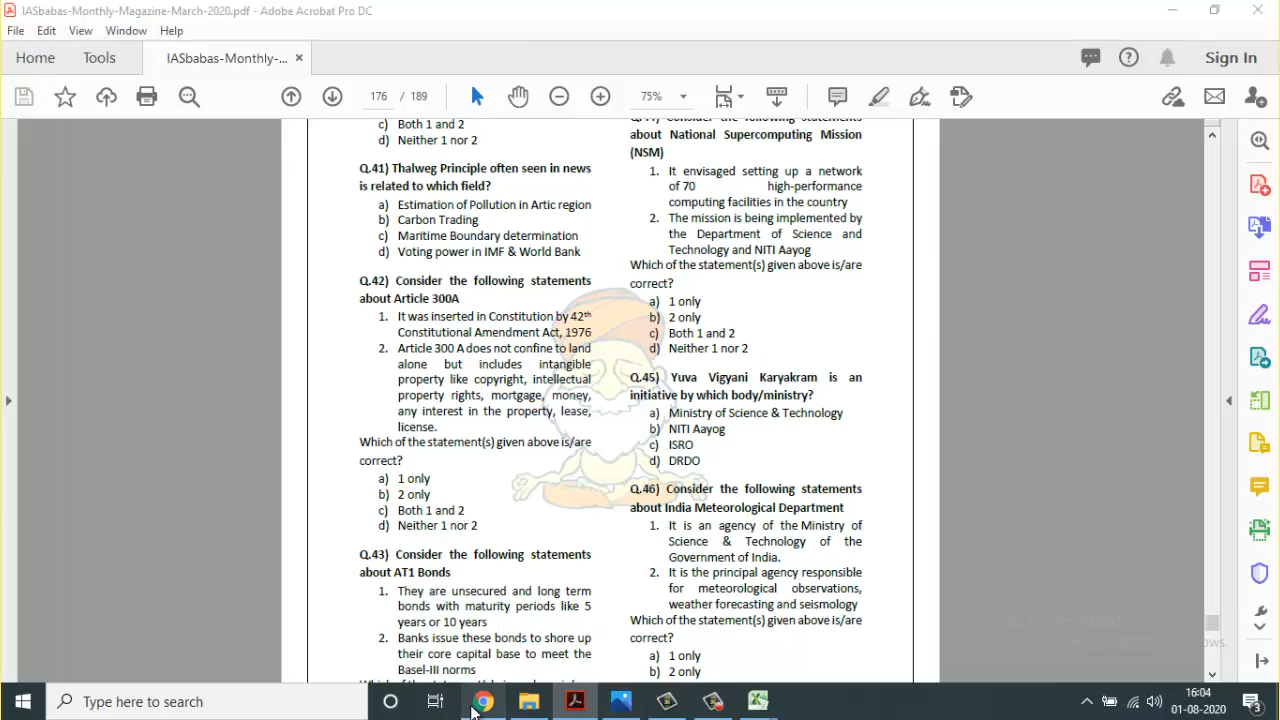 IASbabas-Monthly-Magazine-March-2020.pdf - Adobe Acrobat Pro DC
File Edit View Window Help
Home Tools IASbabas-Monthly-... × Sign In
176 / 189 75%
c) Both 1 and 2
d) Neither 1 nor 2
Q.41) Thalweg Principle often seen in news
is related to which field?
a) Estimation of Pollution in Artic region
b) Carbon Trading
c) Maritime Boundary determination
d) Voting power in IMF & World Bank
Q.42) Consider the following statements
about Article 300A
1. It was inserted in Constitution by 42th
Constitutional Amendment Act, 1976
2. Article 300 A does not confine to land
alone but includes intangible
property like copyright, intellectual
property rights, mortgage, money,
any interest in the property, lease,
license.
Which of the statement(s) given above is/are
correct?
a) 1 only
b) 2 only
c) Both 1 and 2
d) Neither 1 nor 2
Q.43) Consider the following statements
about AT1 Bonds
1. They are unsecured and long term
bonds with maturity periods like 5
years or 10 years
2. Banks issue these bonds to shore up
their core capital base to meet the
Basel-III norms
Q.44) Consider the following statements
about National Supercomputing Mission
(NSM)
1. It envisaged setting up a network
of 70 high-performance
computing facilities in the country
2. The mission is being implemented by
the Department of Science and
Technology and NITI Aayog
Which of the statement(s) given above is/are
correct?
a) 1 only
b) 2 only
c) Both 1 and 2
d) Neither 1 nor 2
Q.45) Yuva Vigyani Karyakram is an
initiative by which body/ministry?
a) Ministry of Science & Technology
b) NITI Aayog
c) ISRO
d) DRDO
Q.46) Consider the following statements
about India Meteorological Department
1. It is an agency of the Ministry of
Science & Technology of the
Government of India.
2. It is the principal agency responsible
for meteorological observations,
weather forecasting and seismology
Which of the statement(s) given above is/are
correct?
a) 1 only
b) 2 only
Type here to search
16:04
01-08-2020
3